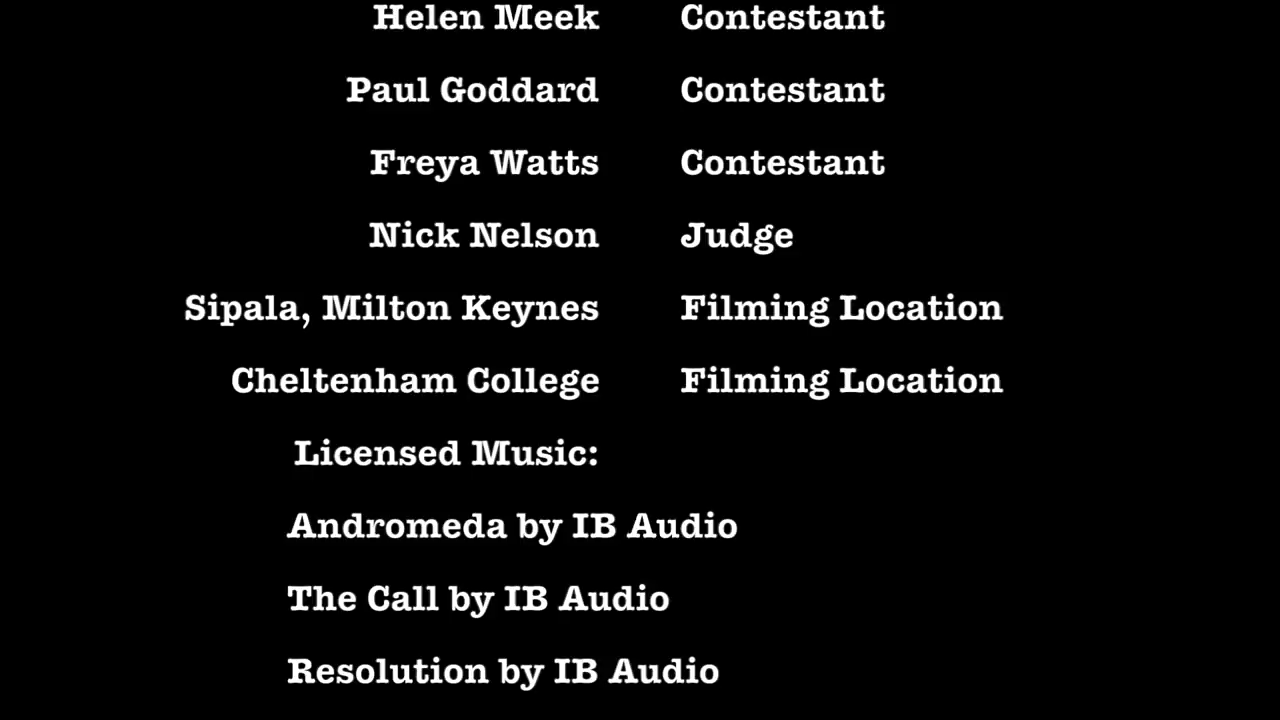 Helen Meek Contestant
Paul Goddard Contestant
Freya Watts Contestant
Nick Nelson Judge
Sipala, Milton Keynes Filming Location
Cheltenham College Filming Location
Licensed Music:
Andromeda by IB Audio
The Call by IB Audio
Resolution by IB Audio